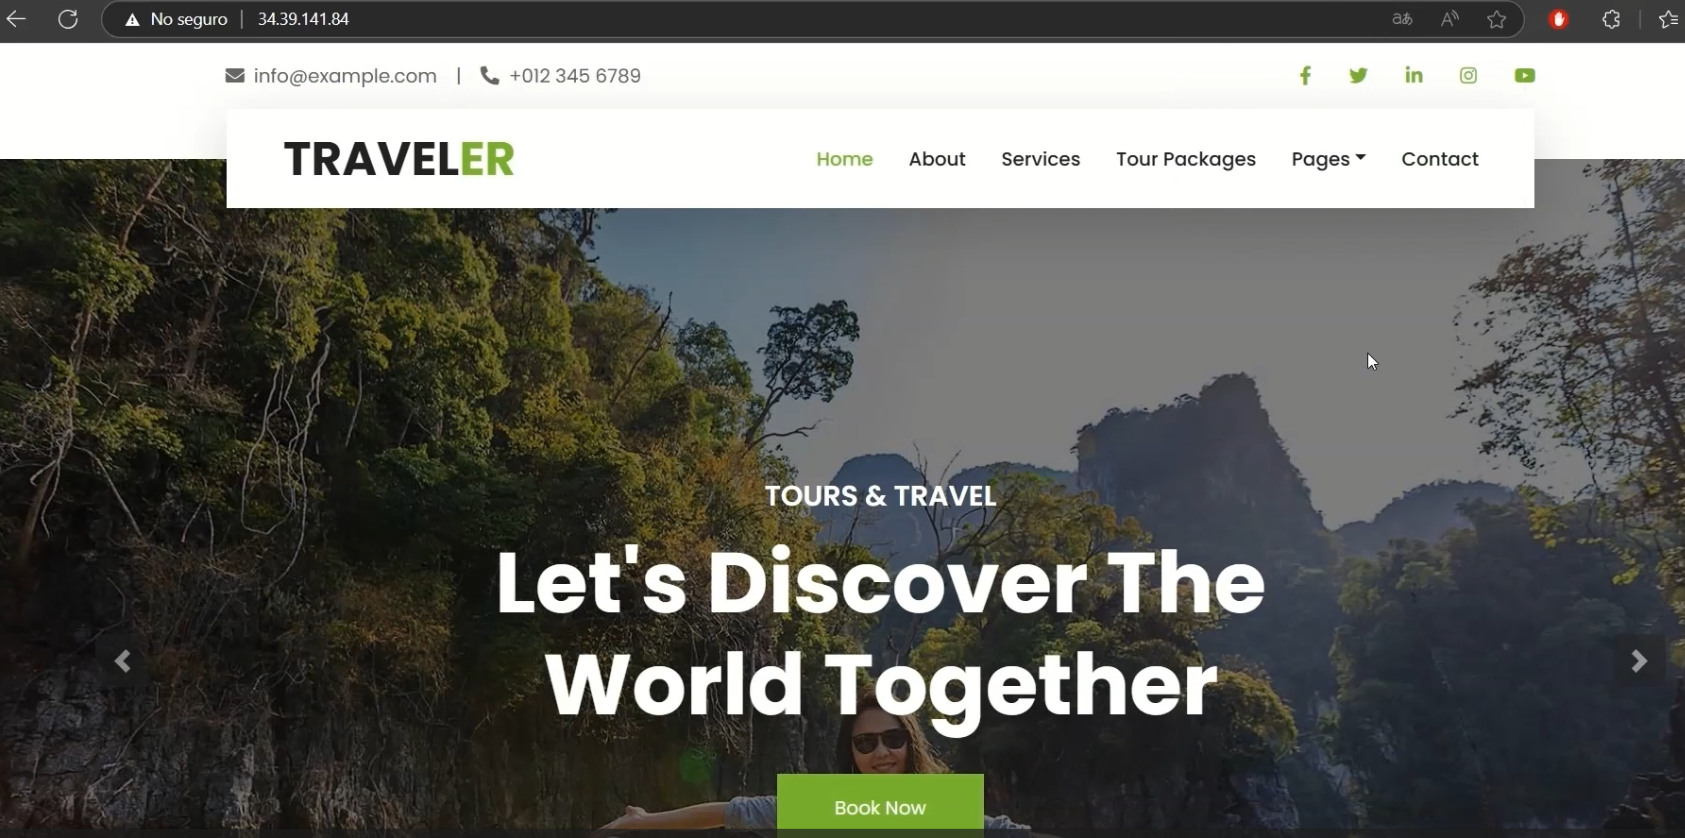 No seguro | 34.39.141.84
info@example.com | +012 345 6789
TRAVELER
Home About Services Tour Packages Pages Contact
TOURS & TRAVEL
Let's Discover The
World Together
Book Now